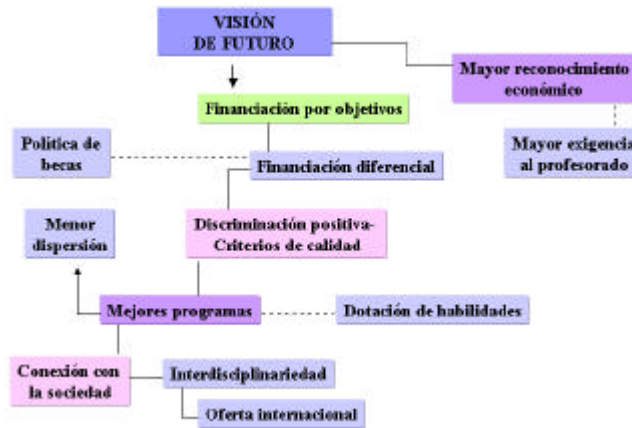 VISIÓN
DE FUTURO
Mayor reconocimiento
económico
Financiación por objetivos
Política de
becas
Financiación diferencial
Mayor exigencia
al profesorado
Menor
dispersión
Discriminación positiva-
Criterios de calidad
Mejores programas
Dotación de habilidades
Conexión con
la sociedad
Interdisciplinariedad
Oferta internacional